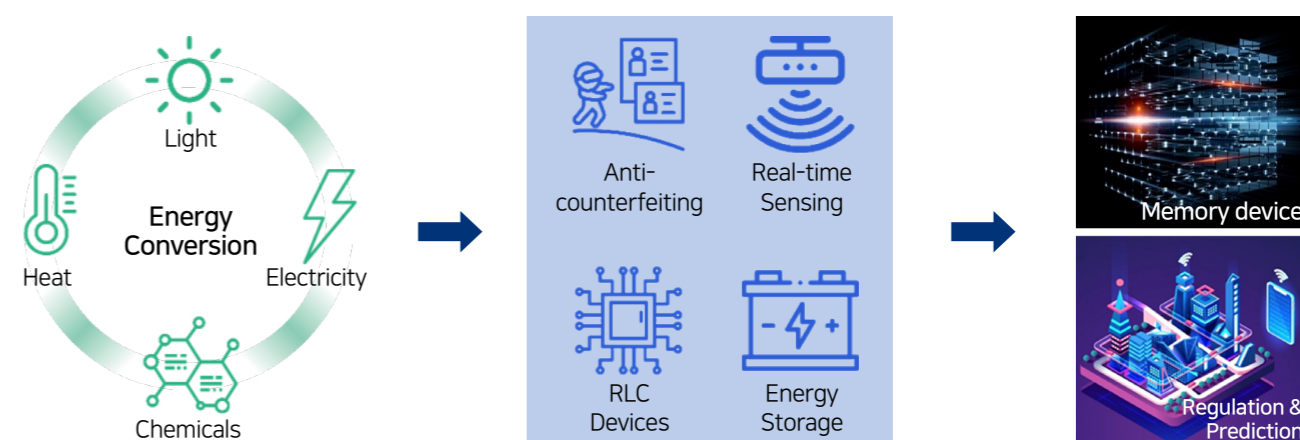 Light
Energy
Conversion
Heat
Electricity
Chemicals
Anti-
counterfeiting
Real-time
Sensing
RLC
Devices
Energy
Storage
Memory device
Regulation &
Prediction